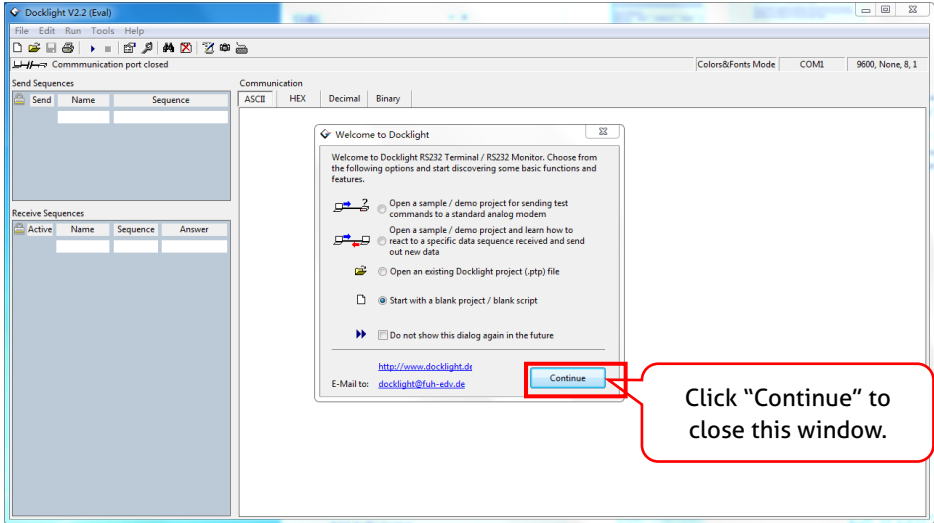 Docklight V2.2 (Eval)
File Edit Run Tools Help
Commmunication port closed
Colors&Fonts Mode COM1 9600, None, 8, 1
Send Sequences
Send Name Sequence
Communication
ASCII HEX Decimal Binary
Welcome to Docklight
Welcome to Docklight RS232 Terminal / RS232 Monitor. Choose from
the following options and start discovering some basic functions and
features.
Open a sample / demo project for sending test
commands to a standard analog modem
Open a sample / demo project and learn how to
react to a specific data sequence received and send
out new data
Open an existing Docklight project (.ptp) file
Start with a blank project / blank script
Do not show this dialog again in the future
http://www.docklight.de
E-Mail to: docklight@fuh-edv.de
Continue
Receive Sequences
Active Name Sequence Answer
Click “Continue” to
close this window.